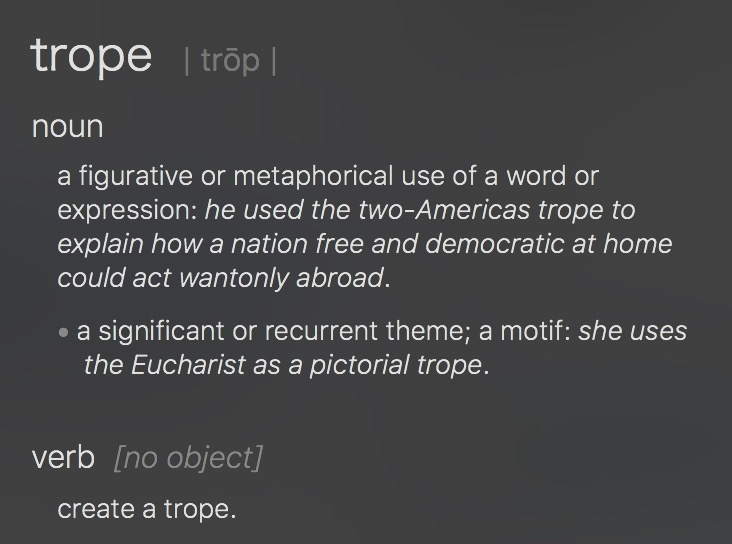 trope | trōp |
noun
a figurative or metaphorical use of a word or
expression: he used the two-Americas trope to
explain how a nation free and democratic at home
could act wantonly abroad.
• a significant or recurrent theme; a motif: she uses
the Eucharist as a pictorial trope.
verb [no object]
create a trope.